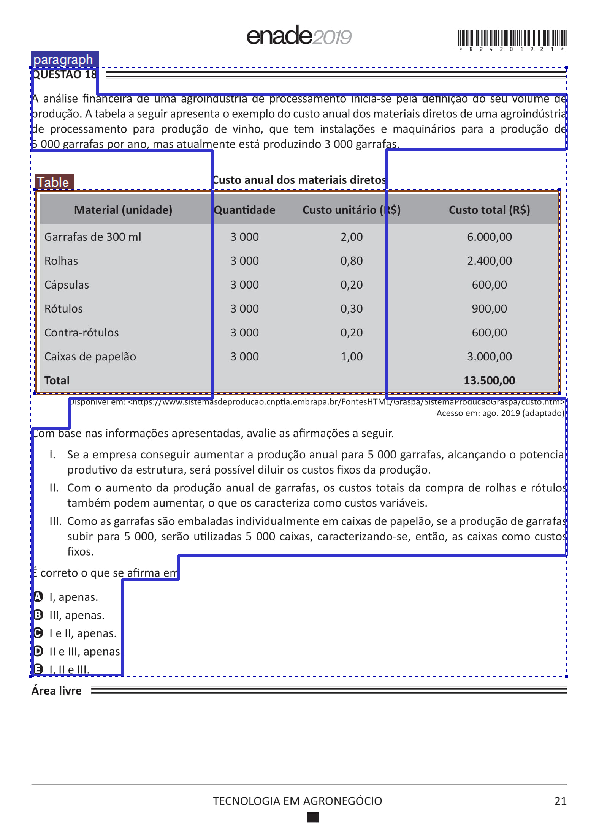 enade2019
paragraph
QUESTÃO 18
A análise financeira de uma agroindústria de processamento inicia-se pela definição do seu volume de
produção. A tabela a seguir apresenta o exemplo do custo anual dos materiais diretos de uma agroindústria
de processamento para produção de vinho, que tem instalações e maquinários para a produção de
5 000 garrafas por ano, mas atualmente está produzindo 3 000 garrafas.
Custo anual dos materiais diretos
Table
Material (unidade) Quantidade Custo unitário (R$) Custo total (R$)
Garrafas de 300 ml 3 000 2,00 6.000,00
Rolhas 3 000 0,80 2.400,00
Cápsulas 3 000 0,20 600,00
Rótulos 3 000 0,30 900,00
Contra-rótulos 3 000 0,20 600,00
Caixas de papelão 3 000 1,00 3.000,00
Total 13.500,00
Disponível em: <https://www.sistemasdeproducao.cnptia.embrapa.br/FontesHTML/Graspa/SistemaProducaoGraspa/custo.htm>.
Acesso em: ago. 2019 (adaptado).
Com base nas informações apresentadas, avalie as afirmações a seguir.
I. Se a empresa conseguir aumentar a produção anual para 5 000 garrafas, alcançando o potencial
produtivo da estrutura, será possível diluir os custos fixos da produção.
II. Com o aumento da produção anual de garrafas, os custos totais da compra de rolhas e rótulos
também podem aumentar, o que os caracteriza como custos variáveis.
III. Como as garrafas são embaladas individualmente em caixas de papelão, se a produção de garrafas
subir para 5 000, serão utilizadas 5 000 caixas, caracterizando-se, então, as caixas como custos
fixos.
É correto o que se afirma em
A I, apenas.
B III, apenas.
C I e II, apenas.
D II e III, apenas.
E I, II e III.
Área livre
TECNOLOGIA EM AGRONEGÓCIO 21